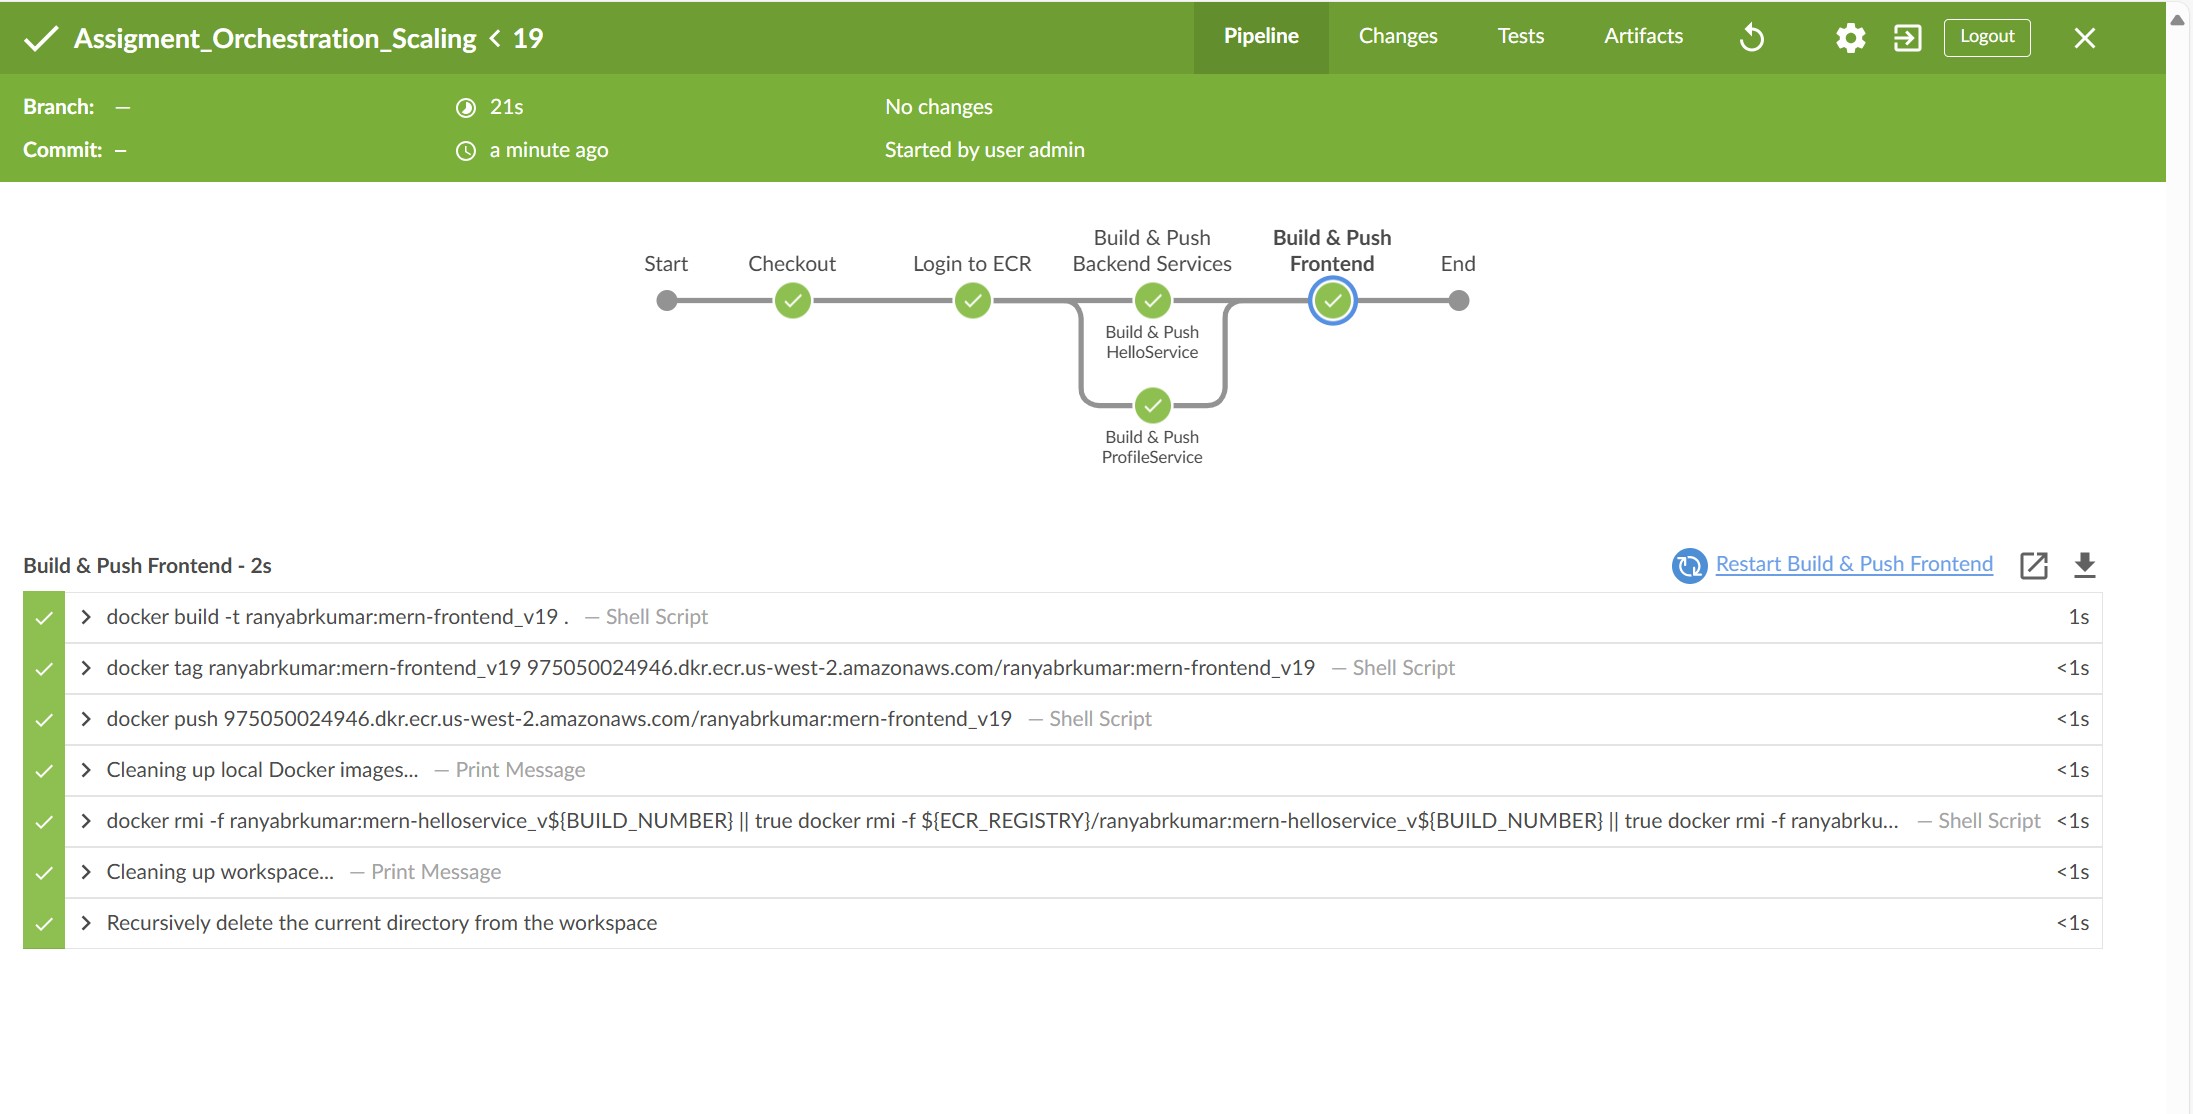 Assigment_Orchestration_Scaling < 19
Pipeline
Changes
Tests
Artifacts
Logout
Branch: —
21s
No changes
Commit: –
a minute ago
Started by user admin
Start
Checkout
Login to ECR
Build & Push
Backend Services
Build & Push
Frontend
End
Build & Push
HelloService
Build & Push
ProfileService
Build & Push Frontend - 2s
Restart Build & Push Frontend
docker build -t ranyabrkumar:mern-frontend_v19 . — Shell Script 1s
docker tag ranyabrkumar:mern-frontend_v19 975050024946.dkr.ecr.us-west-2.amazonaws.com/ranyabrkumar:mern-frontend_v19 — Shell Script <1s
docker push 975050024946.dkr.ecr.us-west-2.amazonaws.com/ranyabrkumar:mern-frontend_v19 — Shell Script <1s
Cleaning up local Docker images... — Print Message <1s
docker rmi -f ranyabrkumar:mern-helloservice_v${BUILD_NUMBER} || true docker rmi -f ${ECR_REGISTRY}/ranyabrkumar:mern-helloservice_v${BUILD_NUMBER} || true docker rmi -f ranyabrku... — Shell Script <1s
Cleaning up workspace... — Print Message <1s
Recursively delete the current directory from the workspace <1s